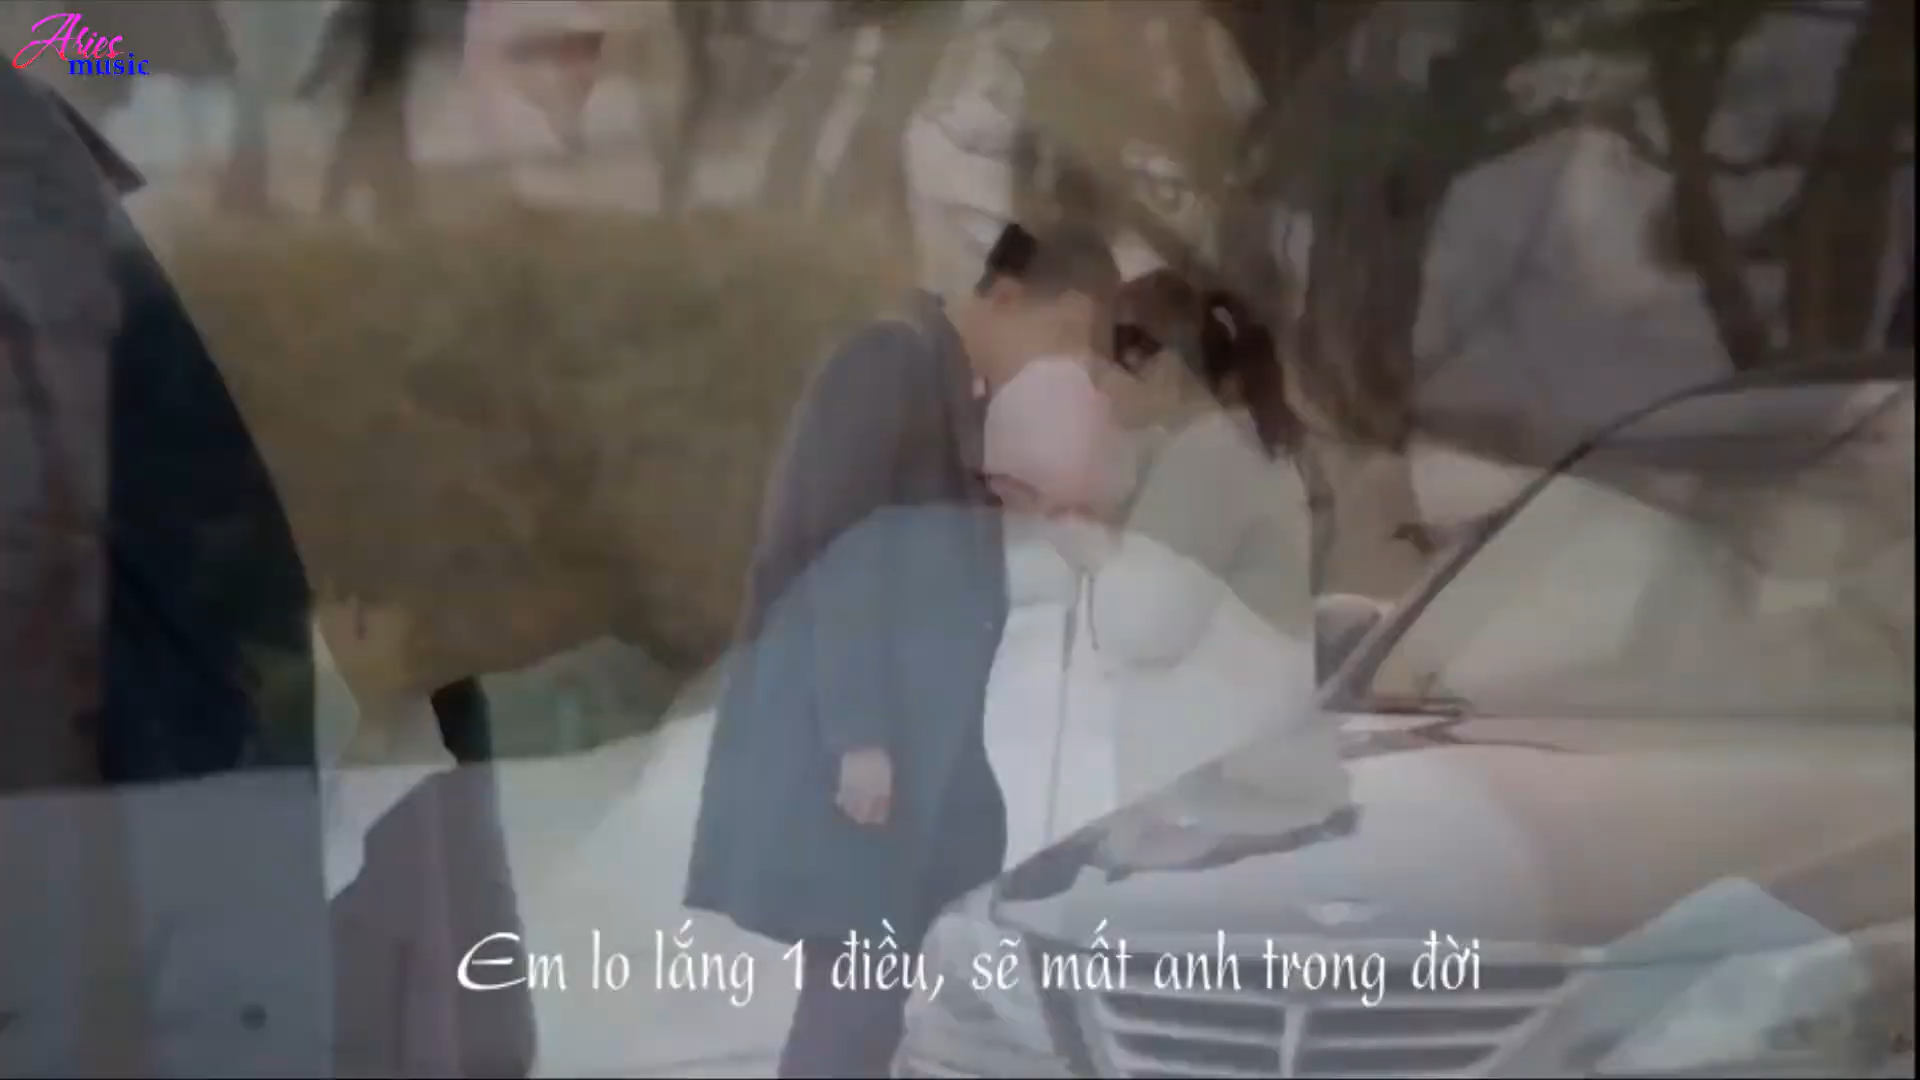 Aries
music
Em lo lắng 1 điều, sẽ mất anh trong đời